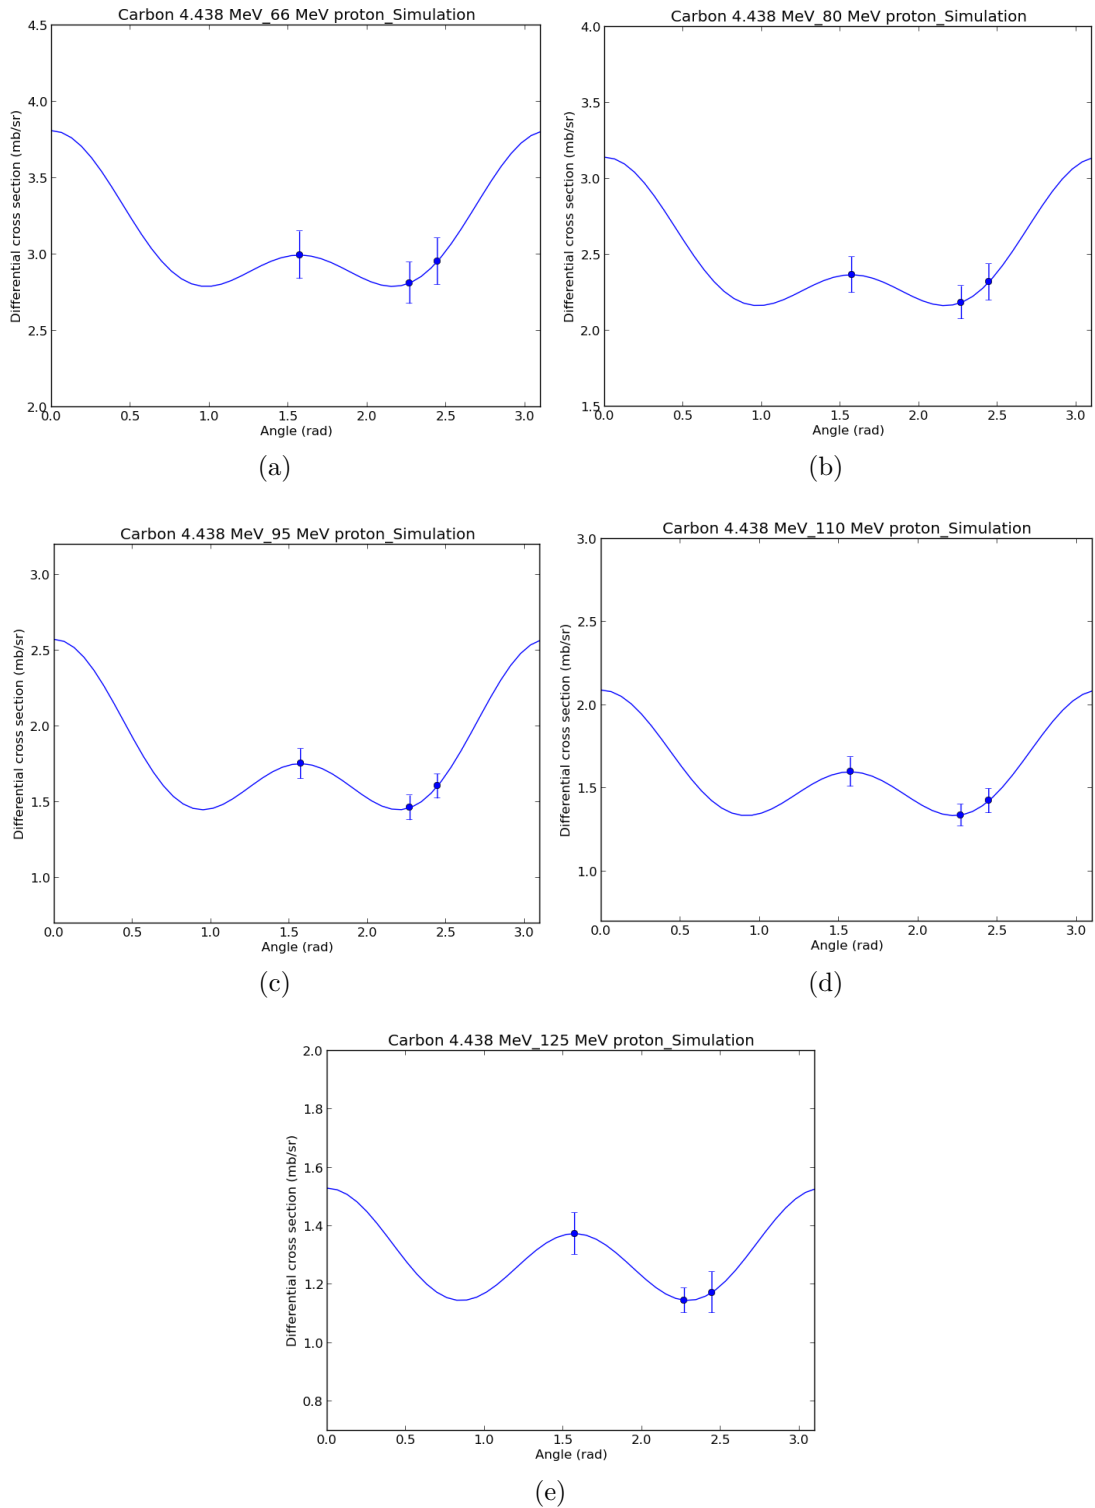 Carbon 4.438 MeV_66 MeV proton_Simulation
Differential cross section (mb/sr)
4.5
4.0
3.5
3.0
2.5
2.0
0.0 0.5 1.0 1.5 2.0 2.5 3.0
Angle (rad)
(a)
Carbon 4.438 MeV_80 MeV proton_Simulation
Differential cross section (mb/sr)
4.0
3.5
3.0
2.5
2.0
1.5
0.0 0.5 1.0 1.5 2.0 2.5 3.0
Angle (rad)
(b)
Carbon 4.438 MeV_95 MeV proton_Simulation
Differential cross section (mb/sr)
3.0
2.5
2.0
1.5
1.0
0.0 0.5 1.0 1.5 2.0 2.5 3.0
Angle (rad)
(c)
Carbon 4.438 MeV_110 MeV proton_Simulation
Differential cross section (mb/sr)
3.0
2.5
2.0
1.5
1.0
0.0 0.5 1.0 1.5 2.0 2.5 3.0
Angle (rad)
(d)
Carbon 4.438 MeV_125 MeV proton_Simulation
Differential cross section (mb/sr)
2.0
1.8
1.6
1.4
1.2
1.0
0.8
0.0 0.5 1.0 1.5 2.0 2.5 3.0
Angle (rad)
(e)